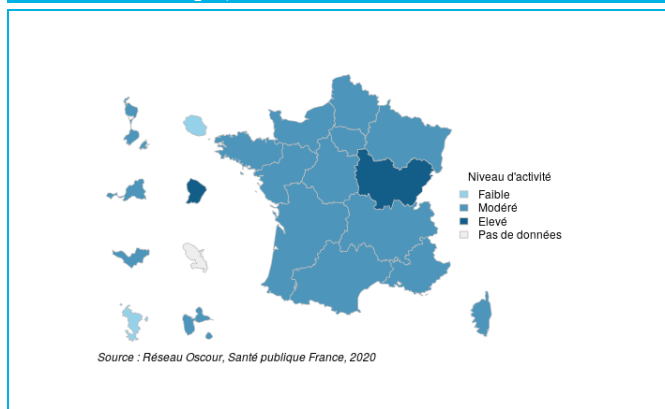 Niveau d'activité
Faible
Modéré
Elevé
Pas de données
Source : Réseau Oscour, Santé publique France, 2020